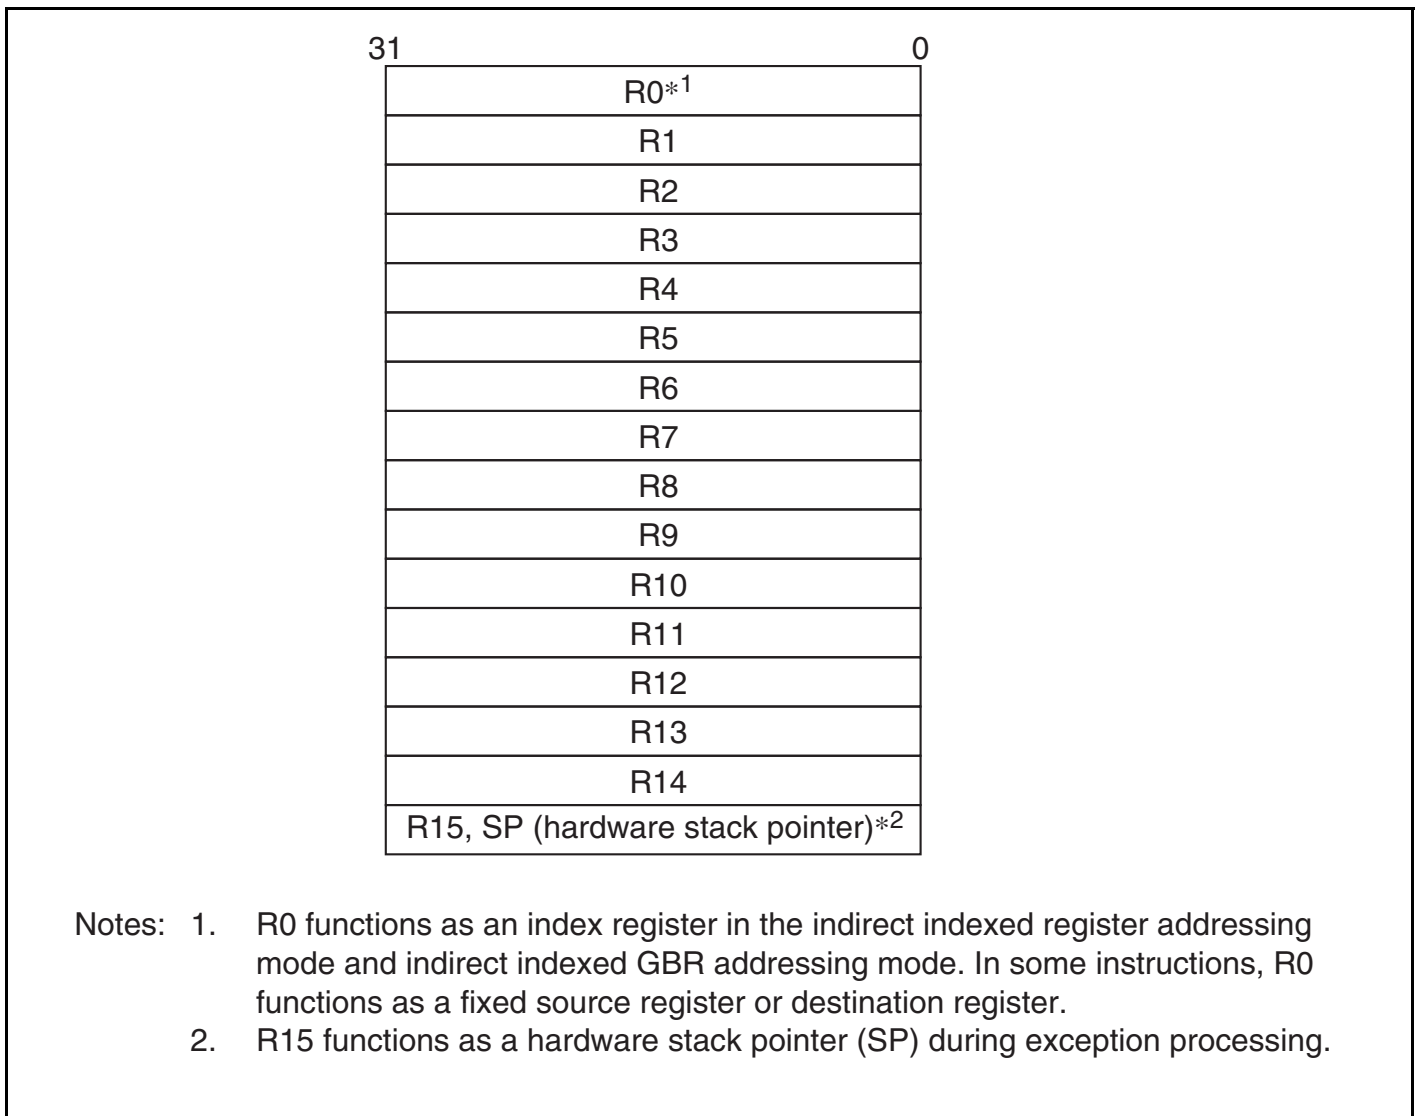 31 0
R0*1
R1
R2
R3
R4
R5
R6
R7
R8
R9
R10
R11
R12
R13
R14
R15, SP (hardware stack pointer)*2
Notes: 1. R0 functions as an index register in the indirect indexed register addressing
mode and indirect indexed GBR addressing mode. In some instructions, R0
functions as a fixed source register or destination register.
2. R15 functions as a hardware stack pointer (SP) during exception processing.